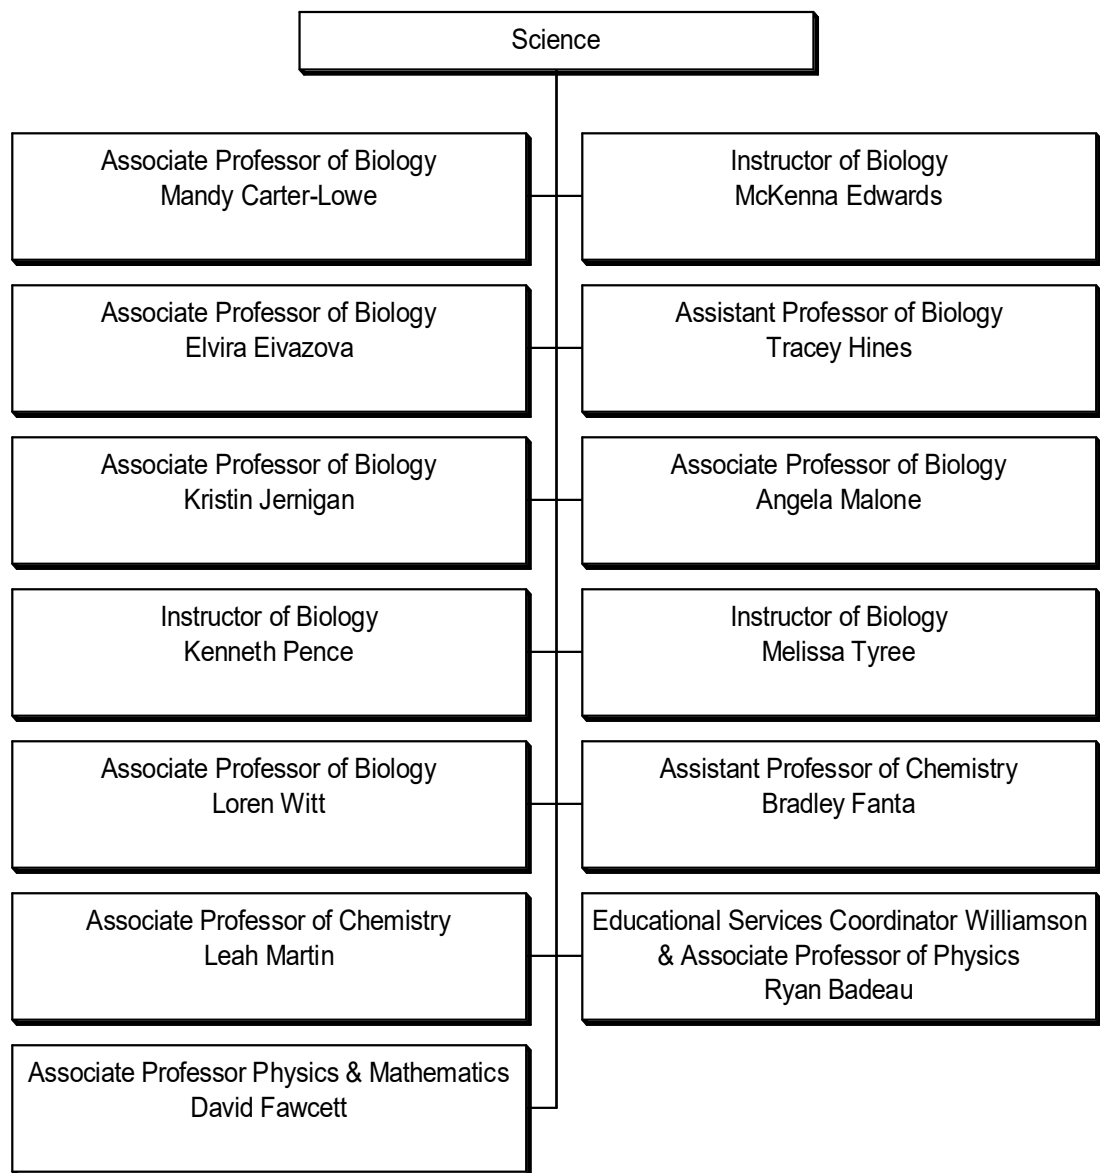 Science
Associate Professor of Biology
Mandy Carter-Lowe
Instructor of Biology
McKenna Edwards
Associate Professor of Biology
Elvira Eivazova
Assistant Professor of Biology
Tracey Hines
Associate Professor of Biology
Kristin Jernigan
Associate Professor of Biology
Angela Malone
Instructor of Biology
Kenneth Pence
Instructor of Biology
Melissa Tyree
Associate Professor of Biology
Loren Witt
Assistant Professor of Chemistry
Bradley Fanta
Associate Professor of Chemistry
Leah Martin
Educational Services Coordinator Williamson
& Associate Professor of Physics
Ryan Badeau
Associate Professor Physics & Mathematics
David Fawcett